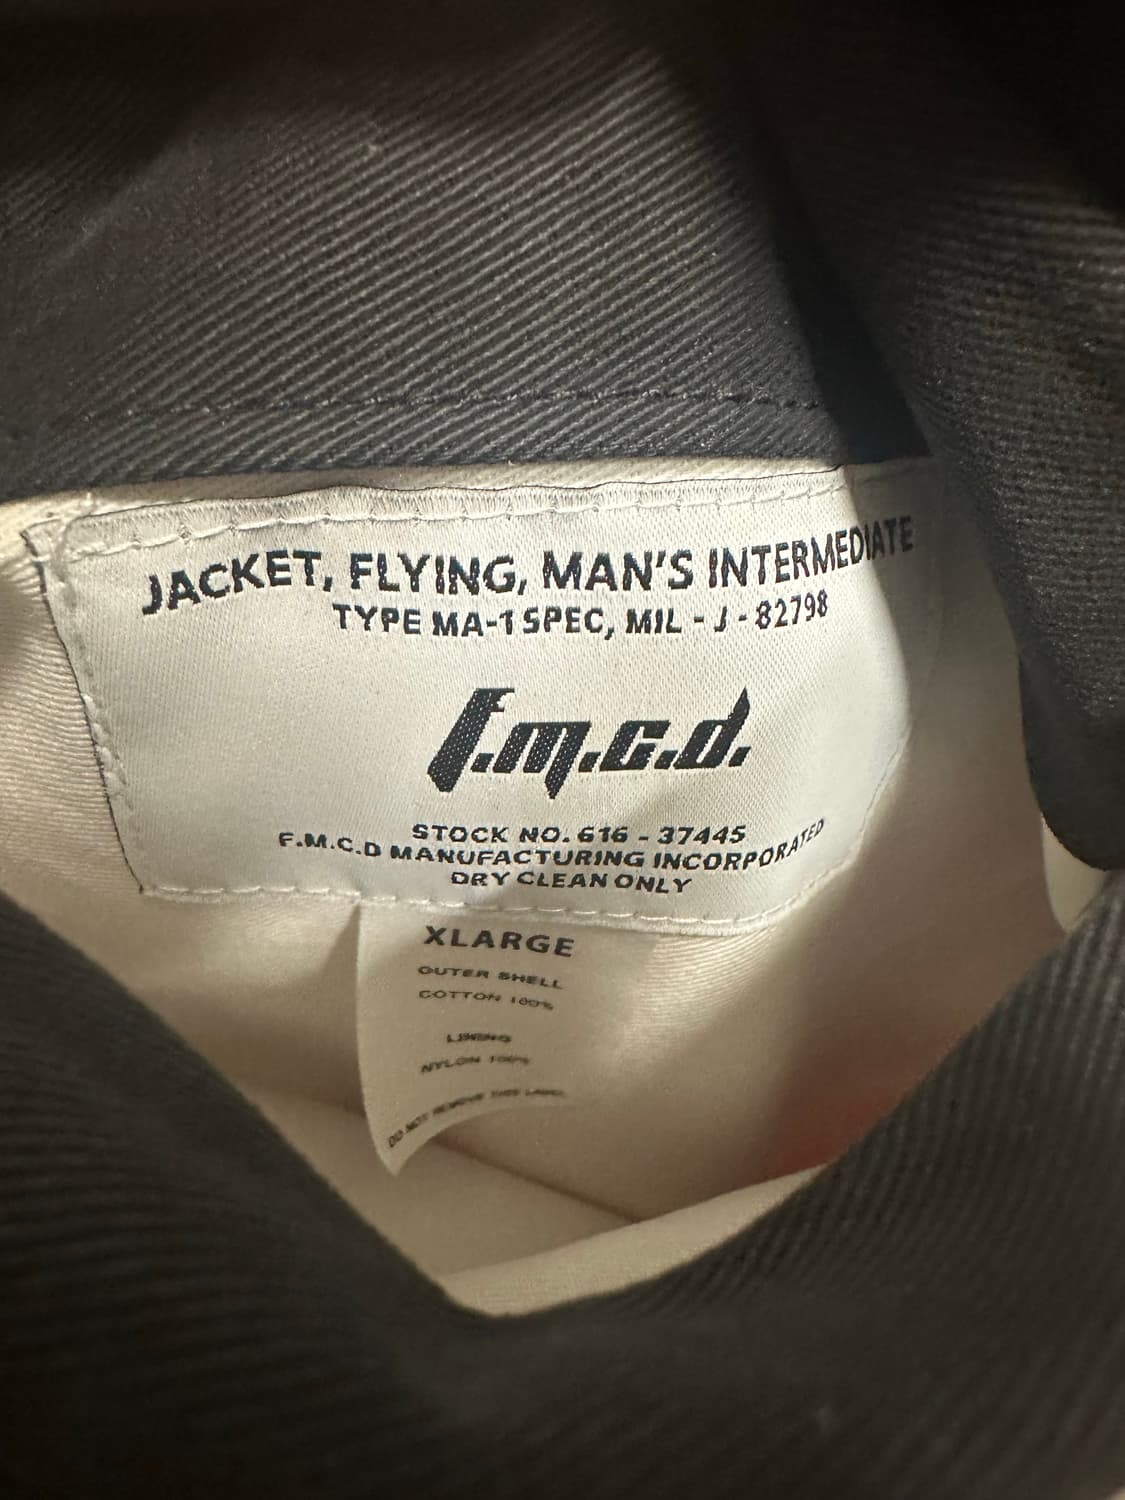 JACKET, FLYING, MAN'S INTERMEDIATE
TYPE MA-1 SPEC, MIL - J - 82798
f.m.c.d.
STOCK NO. 616 - 37445
F.M.C.D MANUFACTURING INCORPORATED
DRY CLEAN ONLY
XLARGE
OUTER SHELL
COTTON 100%
LINING
NYLON 100%
DO NOT REMOVE THIS LABEL